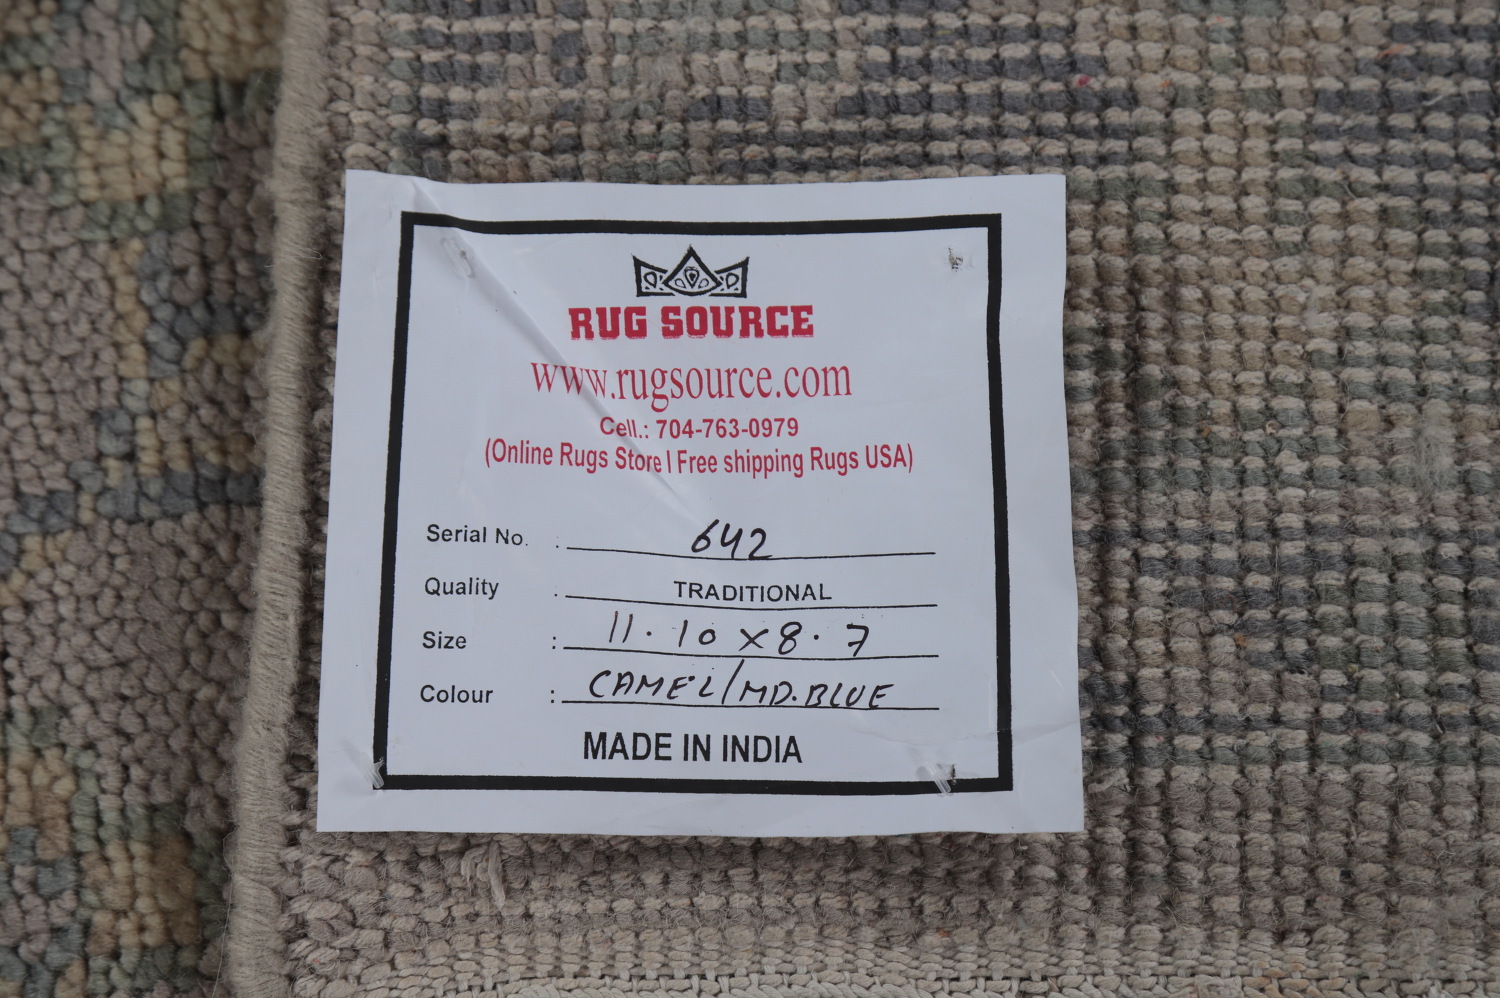 RUG SOURCE
www.rugsource.com
Cell.: 704-763-0979
(Online Rugs Store | Free shipping Rugs USA)
Serial No. : 642
Quality : TRADITIONAL
Size : 11.10 x 8.7
Colour : CAMEL/MD.BLUE
MADE IN INDIA